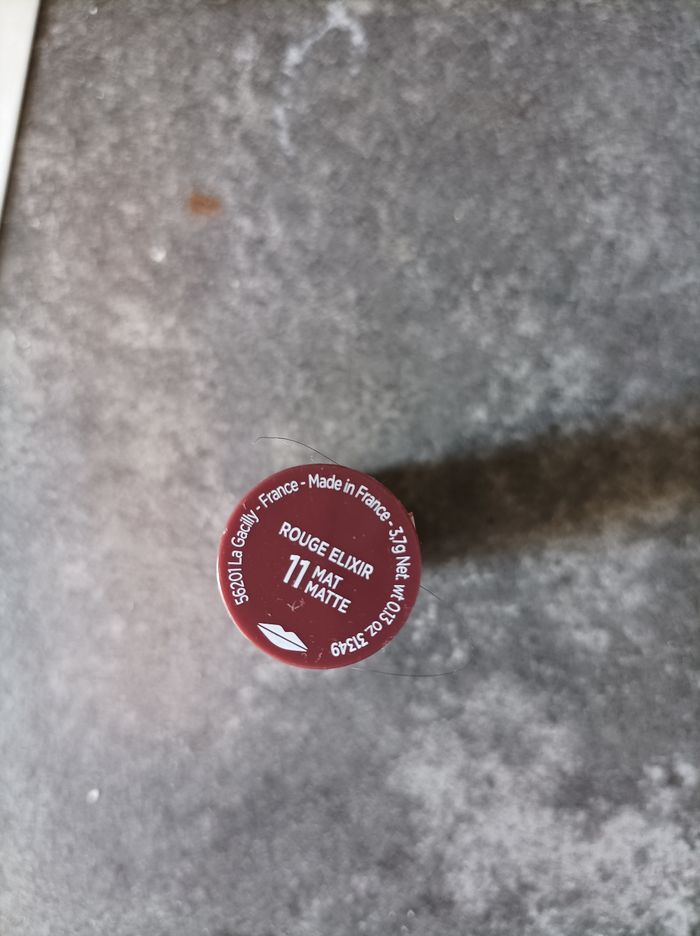 56201 La Gacilly - France - Made in France - 3,7g Net wt 0.13 oz. 31349
ROUGE ELIXIR
11 MAT
MATTE